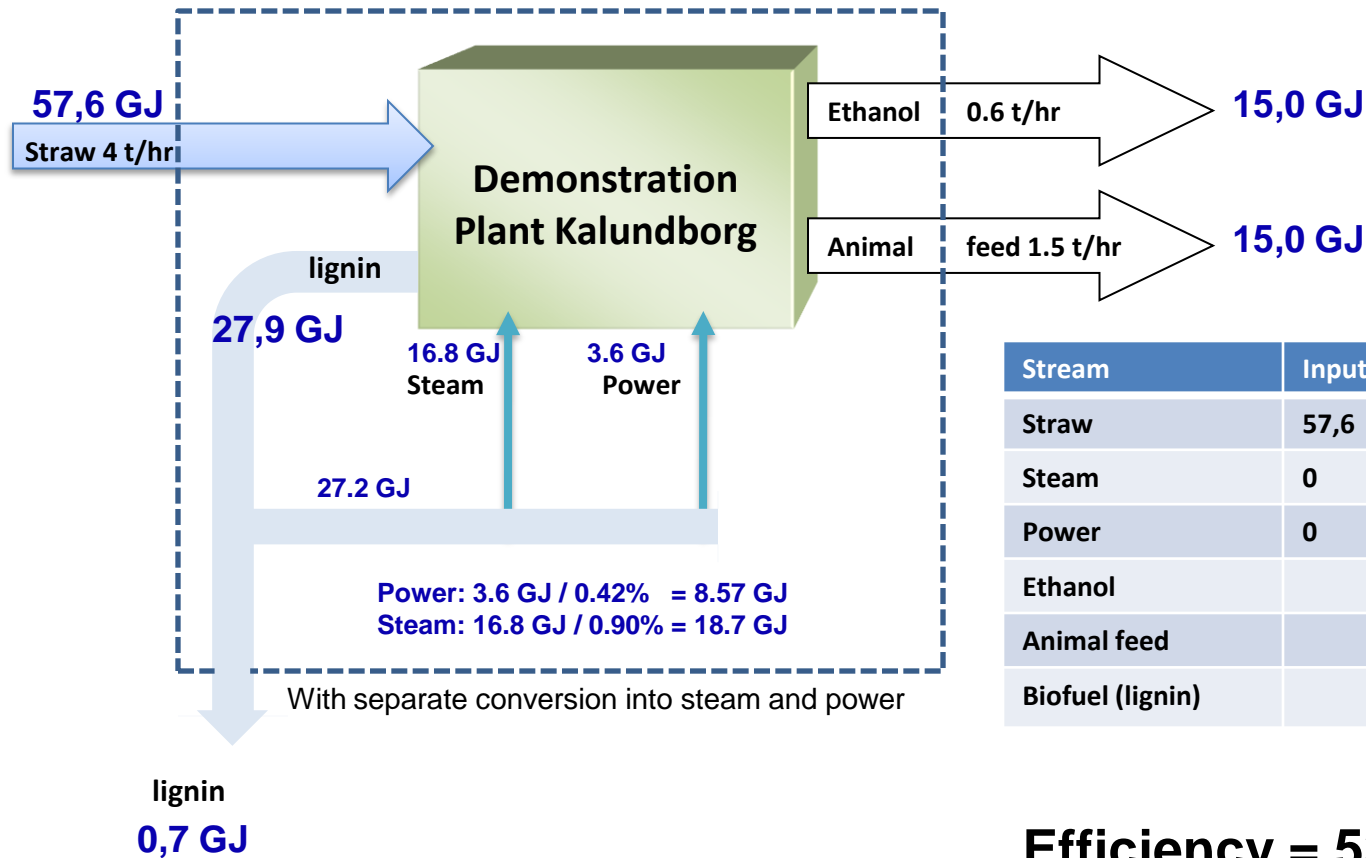 57,6 GJ
Straw 4 t/hr
Demonstration
Plant Kalundborg
Ethanol 0.6 t/hr
15,0 GJ
Animal feed 1.5 t/hr
15,0 GJ
lignin
27,9 GJ
16.8 GJ
Steam
3.6 GJ
Power
27.2 GJ
Power: 3.6 GJ / 0.42% = 8.57 GJ
Steam: 16.8 GJ / 0.90% = 18.7 GJ
With separate conversion into steam and power
lignin
0,7 GJ
Stream Input
Straw 57,6
Steam 0
Power 0
Ethanol
Animal feed
Biofuel (lignin)
Efficiency = 5